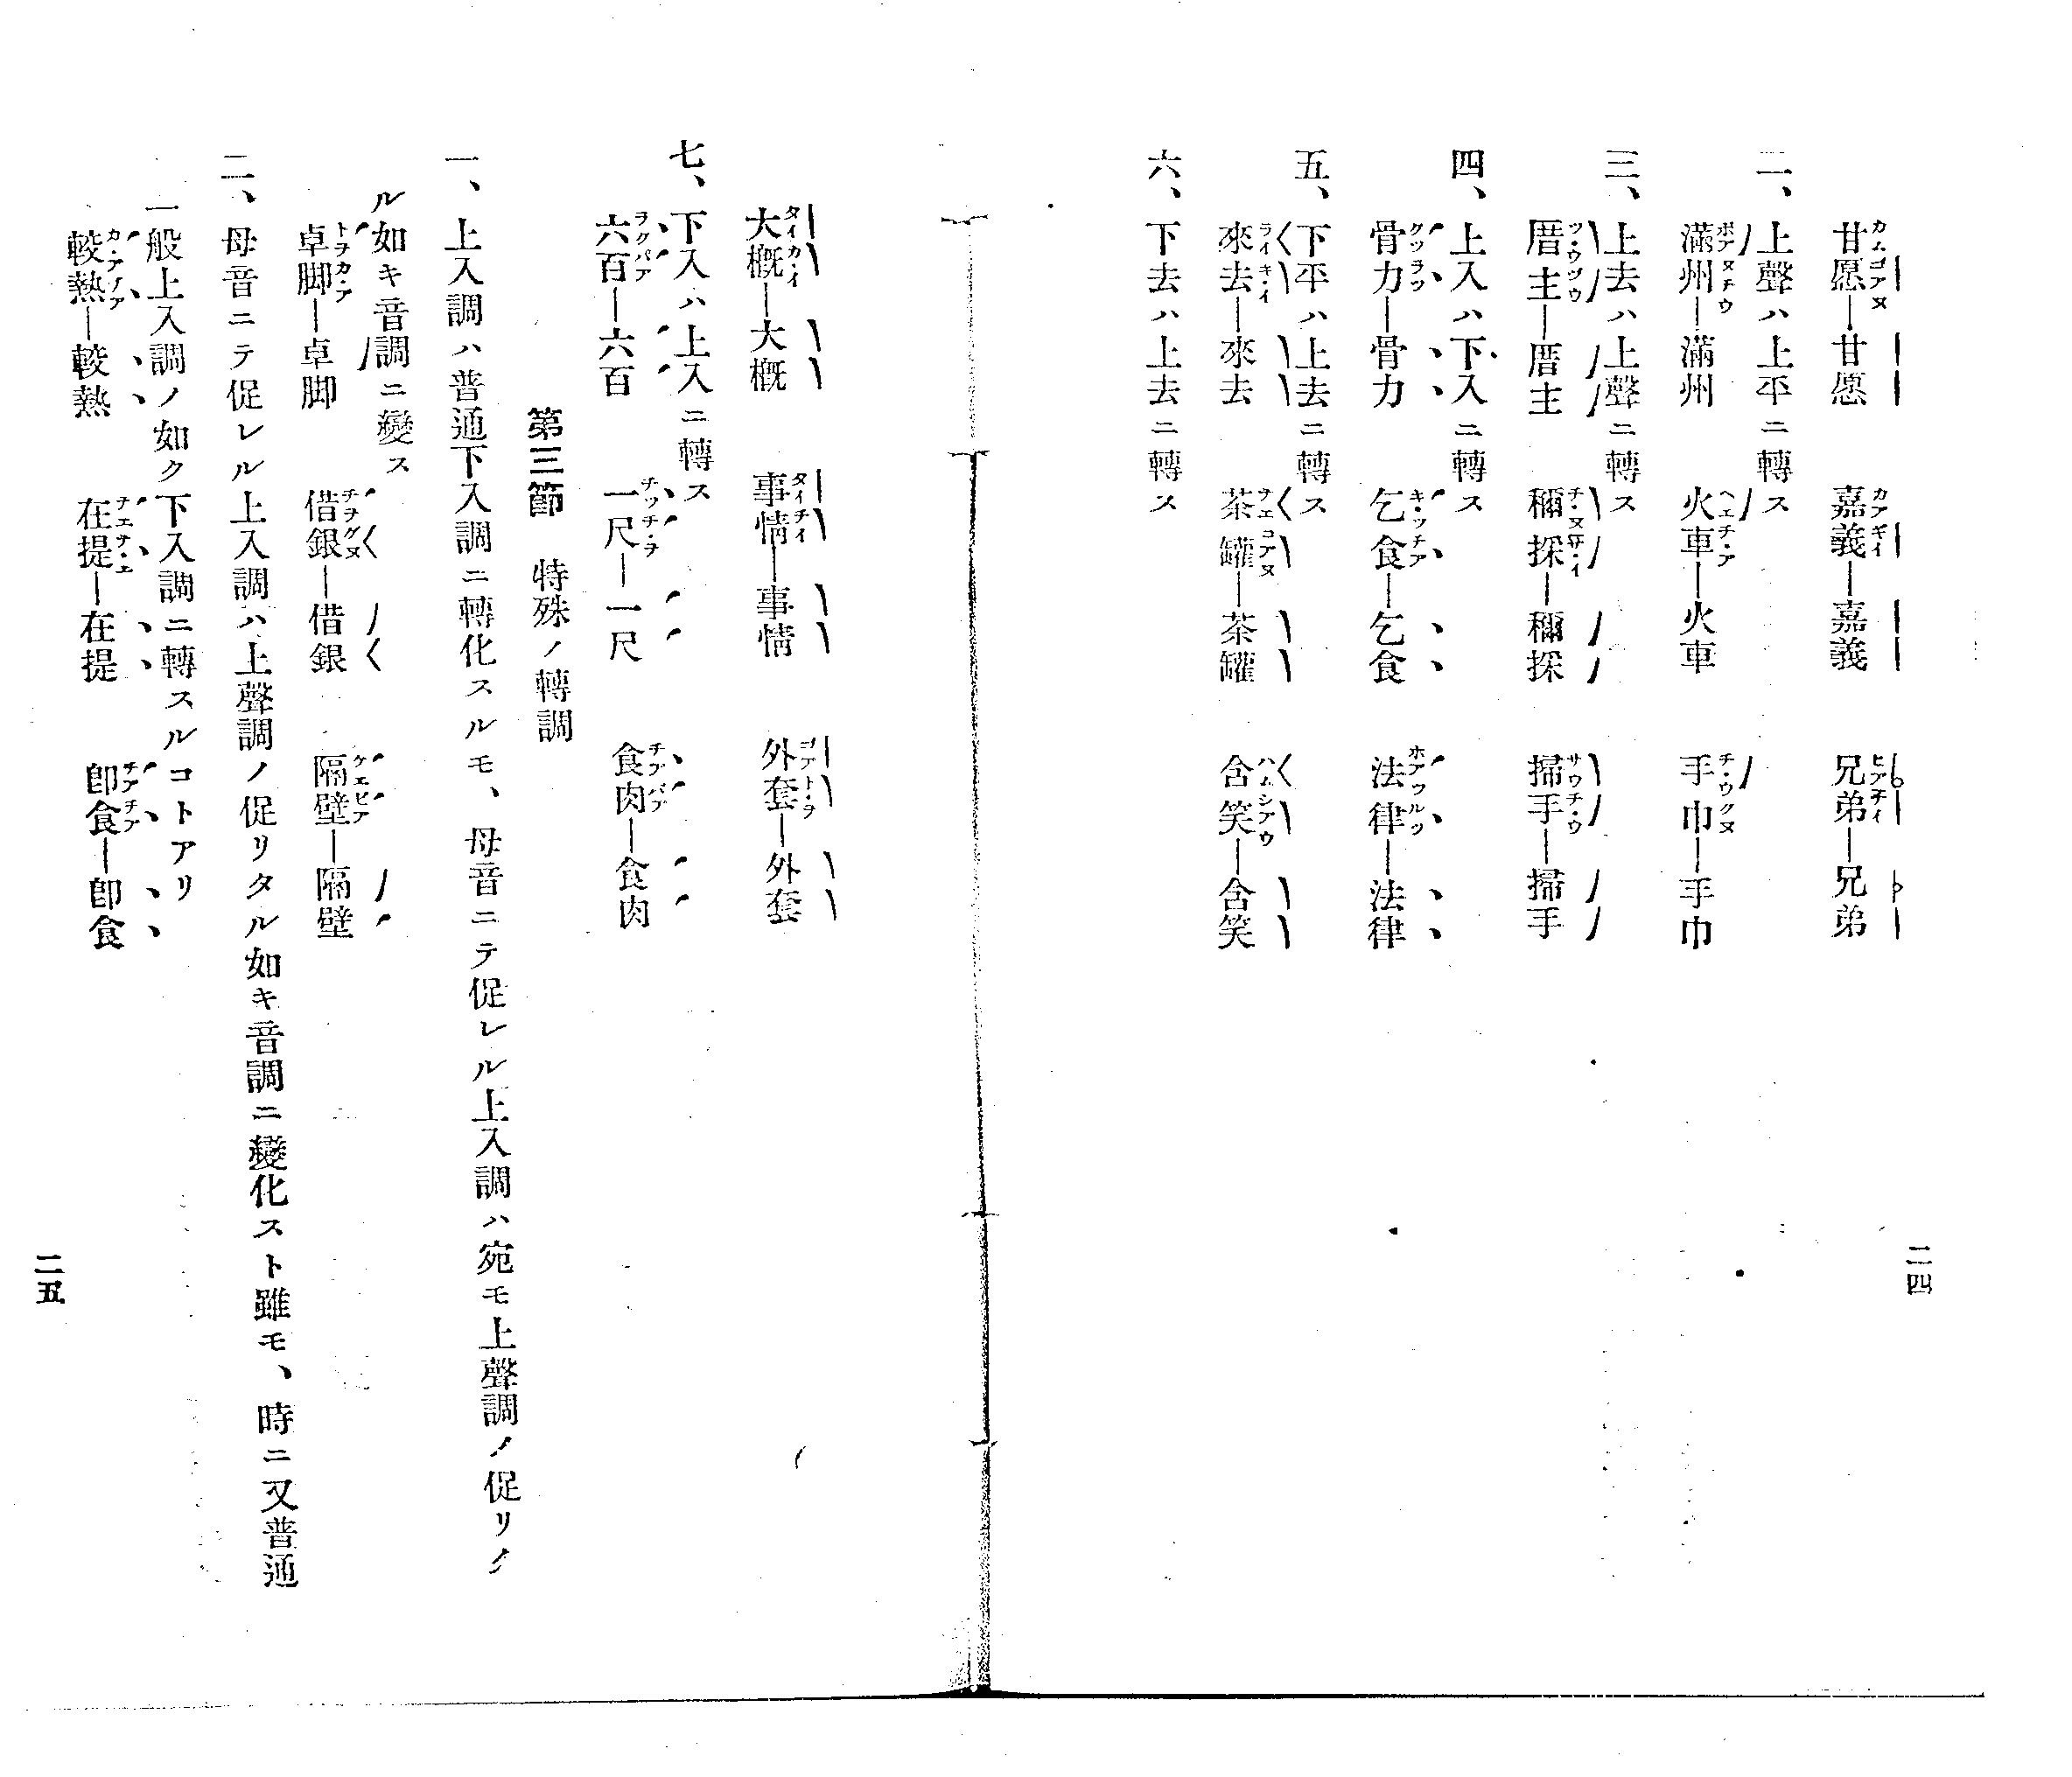 甘愿―甘愿　嘉義―嘉義　兄弟―兄弟
二、上聲ハ上平ニ轉ス
滿州―滿州　火車―火車　手巾―手巾
三、上去ハ上聲ニ轉ス
厝主―厝主　稱採―稱採　掃手―掃手
四、上入ハ下入ニ轉ス
骨力―骨力　乞食―乞食　法律―法律
五、下平ハ上去ニ轉ス
來去―來去　茶罐―茶罐　含笑―含笑
六、下去ハ上去ニ轉ス
二四
大概―大概　事情―事情　外套―外套
七、下入ハ上入ニ轉ス
六百―六百　一尺―一尺　食肉―食肉
第三節　特殊ノ轉調
一、上入調ハ普通下入調ニ轉化スルモ、母音ニテ促レル上入調ハ宛モ上聲調ノ促リタ
ル如キ音調ニ變ス
卓脚―卓脚　借銀―借銀　隔壁―隔壁
二、母音ニテ促レル上入調ハ上聲調ノ促リタル如キ音調ニ變化スト雖モ、時ニ又普通
一般上入調ノ如ク下入調ニ轉スルコトアリ
較熱―較熱　在提―在提　卽食―卽食
二五